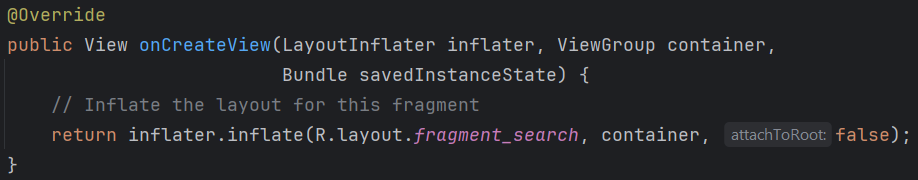 @Override
public View onCreateView(LayoutInflater inflater, ViewGroup container,
                         Bundle savedInstanceState) {
    // Inflate the layout for this fragment
    return inflater.inflate(R.layout.fragment_search, container, attachToRoot: false);
}